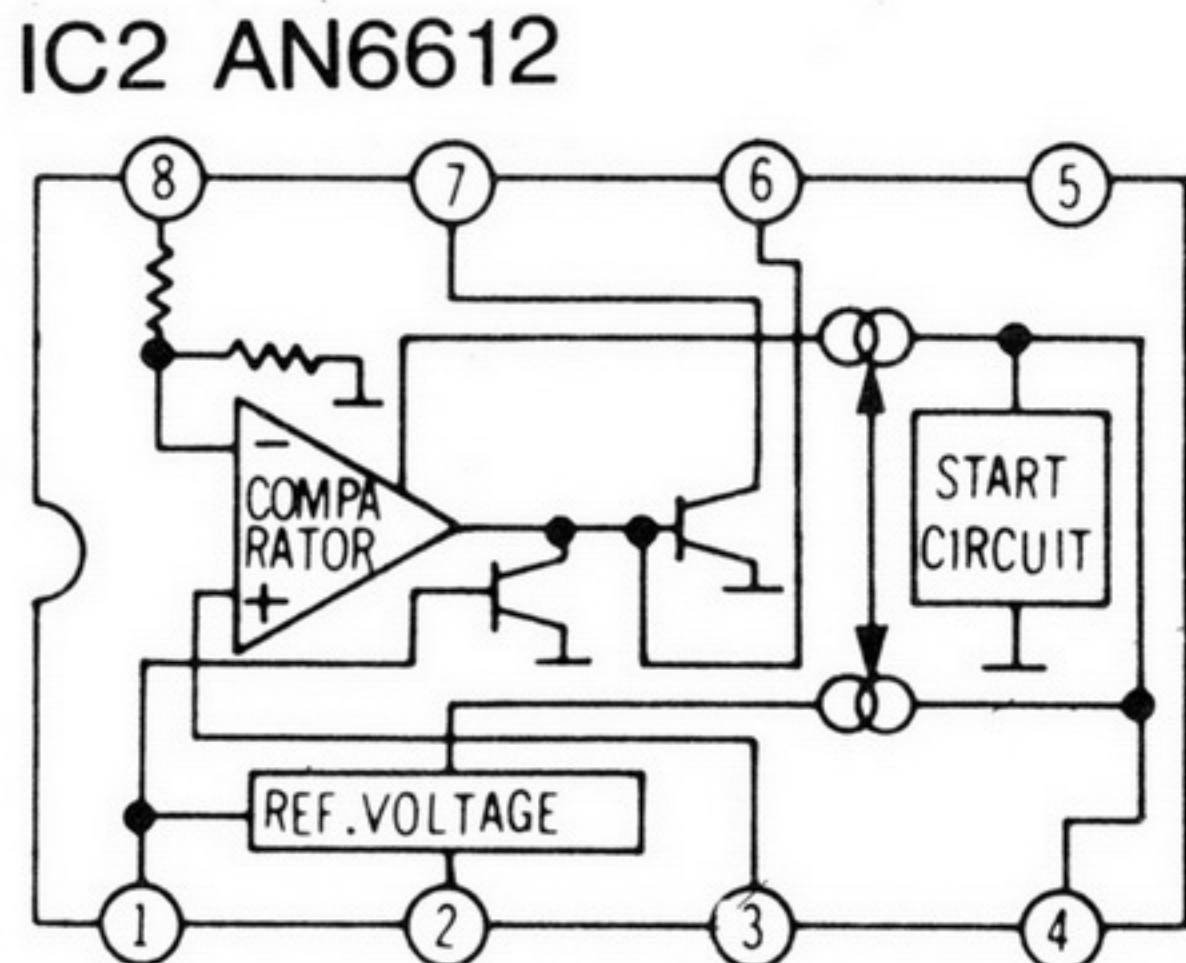 IC2 AN6612
8 7 6 5
−
COMPA
RATOR
+
START
CIRCUIT
REF.VOLTAGE
1 2 3 4